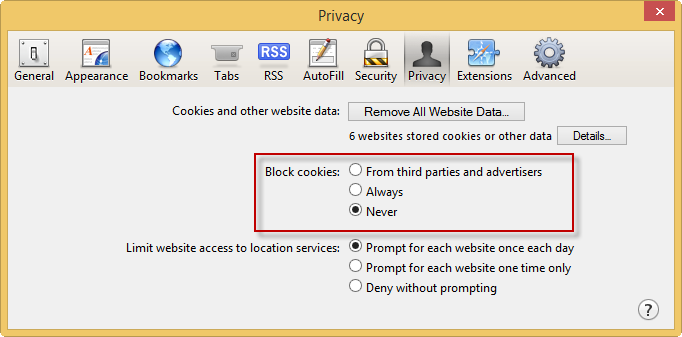 Privacy
General Appearance Bookmarks Tabs RSS RSS AutoFill Security Privacy Extensions Advanced
Cookies and other website data: Remove All Website Data...
6 websites stored cookies or other data Details...
Block cookies: From third parties and advertisers
Always
Never
Limit website access to location services: Prompt for each website once each day
Prompt for each website one time only
Deny without prompting
?